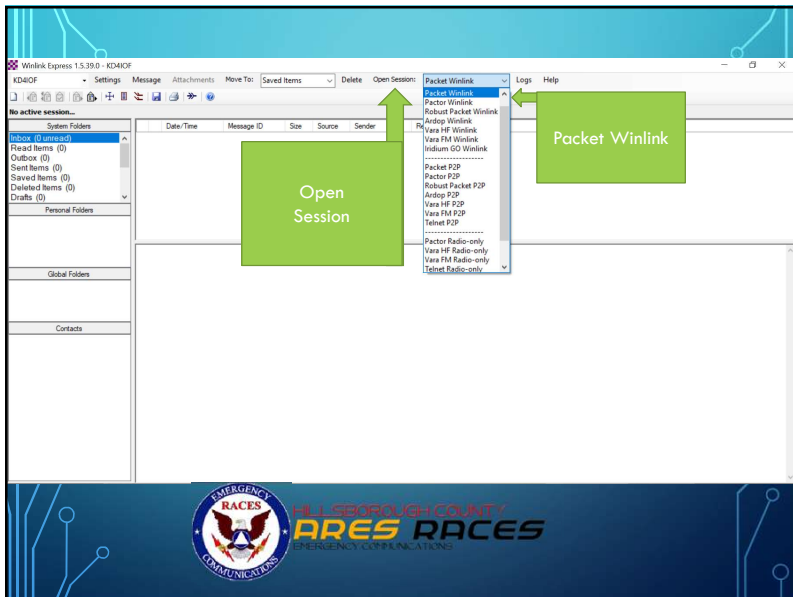 Winlink Express 1.5.39.0 - KD4IOF
KD4IOF Settings Message Attachments Move To: Saved Items Delete Open Session: Packet Winlink Logs Help
No active session...
System Folders
Inbox (0 unread)
Read Items (0)
Outbox (0)
Sent Items (0)
Saved Items (0)
Deleted Items (0)
Drafts (0)
Personal Folders
Global Folders
Contacts
Date/Time Message ID Size Source Sender
Packet Winlink
Pactor Winlink
Robust Packet Winlink
Ardop Winlink
Vara HF Winlink
Vara FM Winlink
Iridium GO Winlink
-------------------
Packet P2P
Pactor P2P
Robust Packet P2P
Ardop P2P
Vara HF P2P
Vara FM P2P
Telnet P2P
-------------------
Pactor Radio-only
Vara HF Radio-only
Vara FM Radio-only
Telnet Radio-only
Open
Session
Packet Winlink
EMERGENCY
RACES
COMMUNICATIONS
HILLSBOROUGH COUNTY
ARES RACES
EMERGENCY COMMUNICATIONS